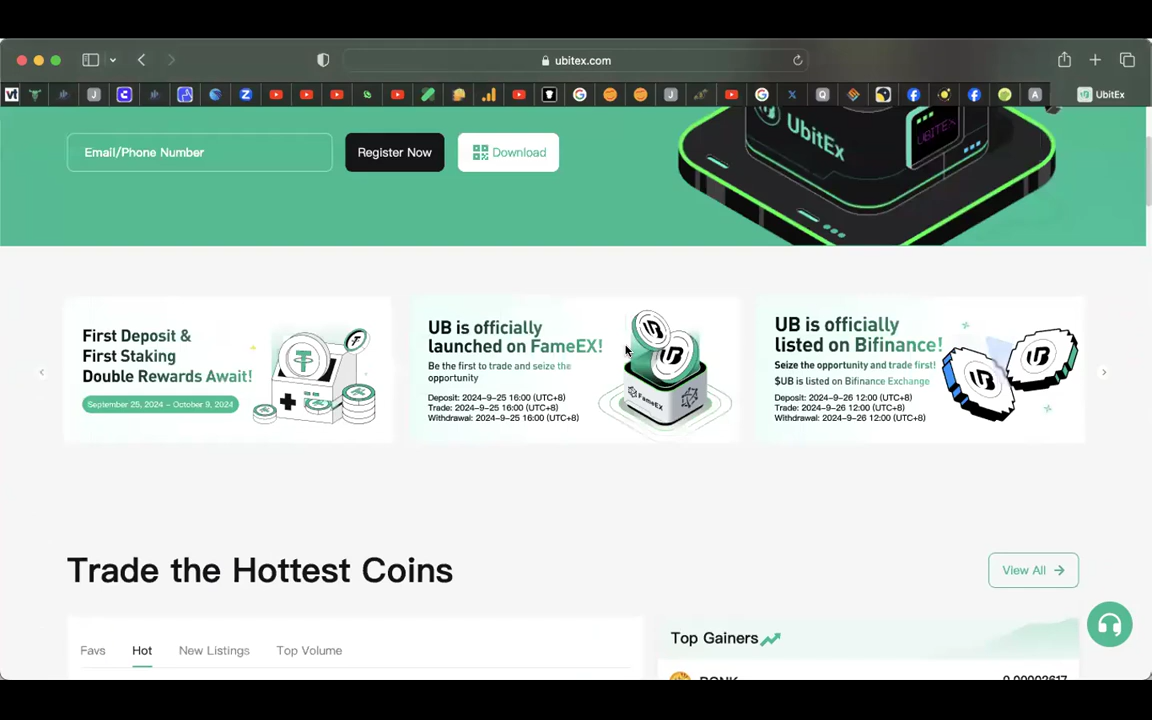 ubitex.com
UbitEx
UbitEx
UBITEX
Email/Phone Number
Register Now
Download
First Deposit &
First Staking
Double Rewards Await!
September 25, 2024 – October 9, 2024
UB is officially
launched on FameEX!
Be the first to trade and seize the
opportunity
Deposit: 2024-9-25 16:00 (UTC+8)
Trade: 2024-9-25 16:00 (UTC+8)
Withdrawal: 2024-9-25 16:00 (UTC+8)
FameEX
UB is officially
listed on Bifinance!
Seize the opportunity and trade first!
$UB is listed on Bifinance Exchange
Deposit: 2024-9-26 12:00 (UTC+8)
Trade: 2024-9-26 12:00 (UTC+8)
Withdrawal: 2024-9-26 12:00 (UTC+8)
Trade the Hottest Coins
View All
Favs
Hot
New Listings
Top Volume
Top Gainers
BONK
0.00002617